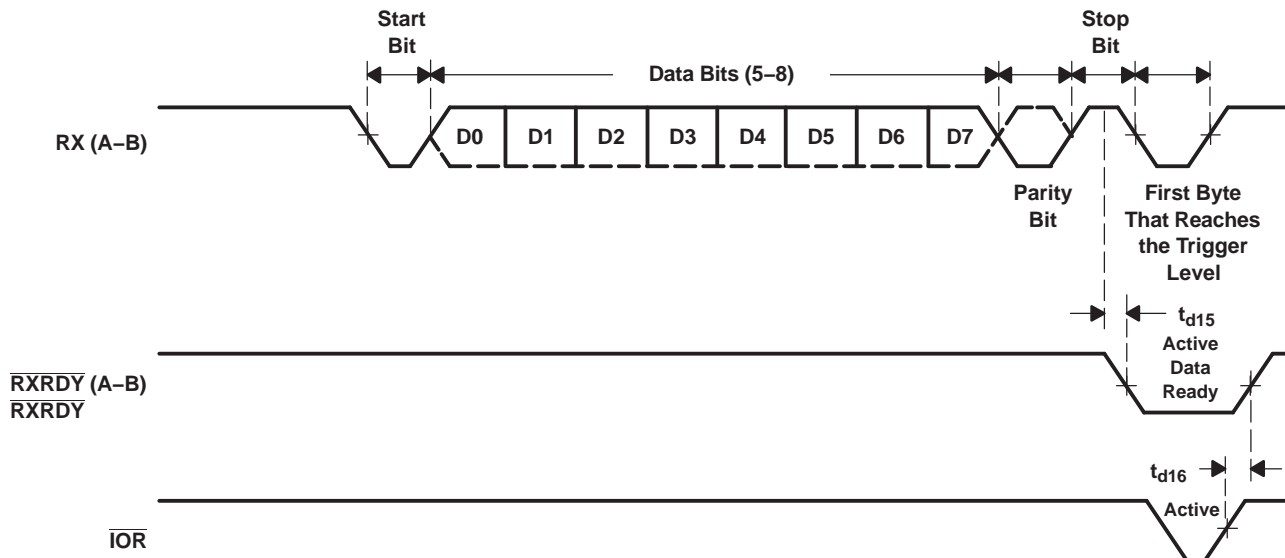 Start
Bit
Stop
Bit
Data Bits (5–8)
RX (A–B)
D0 D1 D2 D3 D4 D5 D6 D7
Parity
Bit
First Byte
That Reaches
the Trigger
Level
td15
Active
Data
Ready
RXRDY (A–B)
RXRDY
td16
Active
IOR